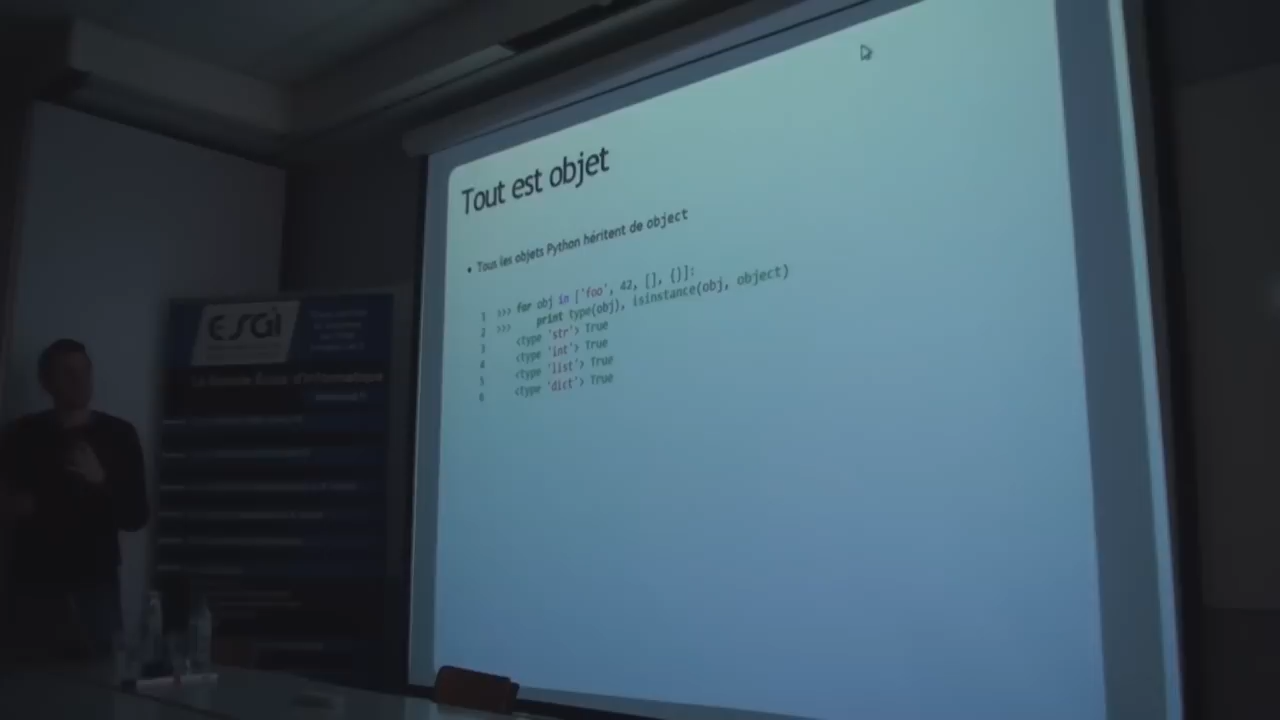 Tout est objet
• Tous les objets Python héritent de object
1 >>> for obj in ['foo', 42, [], {}]:
2 >>>     print type(obj), isinstance(obj, object)
3 <type 'str'> True
4 <type 'int'> True
5 <type 'list'> True
6 <type 'dict'> True
ESGi